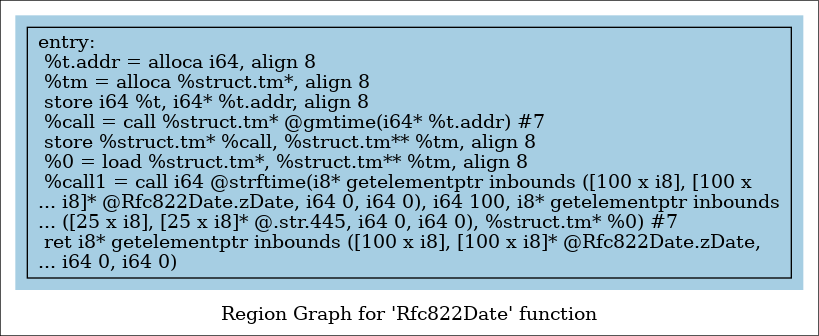 entry:
%t.addr = alloca i64, align 8
%tm = alloca %struct.tm*, align 8
store i64 %t, i64* %t.addr, align 8
%call = call %struct.tm* @gmtime(i64* %t.addr) #7
store %struct.tm* %call, %struct.tm** %tm, align 8
%0 = load %struct.tm*, %struct.tm** %tm, align 8
%call1 = call i64 @strftime(i8* getelementptr inbounds ([100 x i8], [100 x
... i8]* @Rfc822Date.zDate, i64 0, i64 0), i64 100, i8* getelementptr inbounds
... ([25 x i8], [25 x i8]* @.str.445, i64 0, i64 0), %struct.tm* %0) #7
ret i8* getelementptr inbounds ([100 x i8], [100 x i8]* @Rfc822Date.zDate,
... i64 0, i64 0)
Region Graph for 'Rfc822Date' function